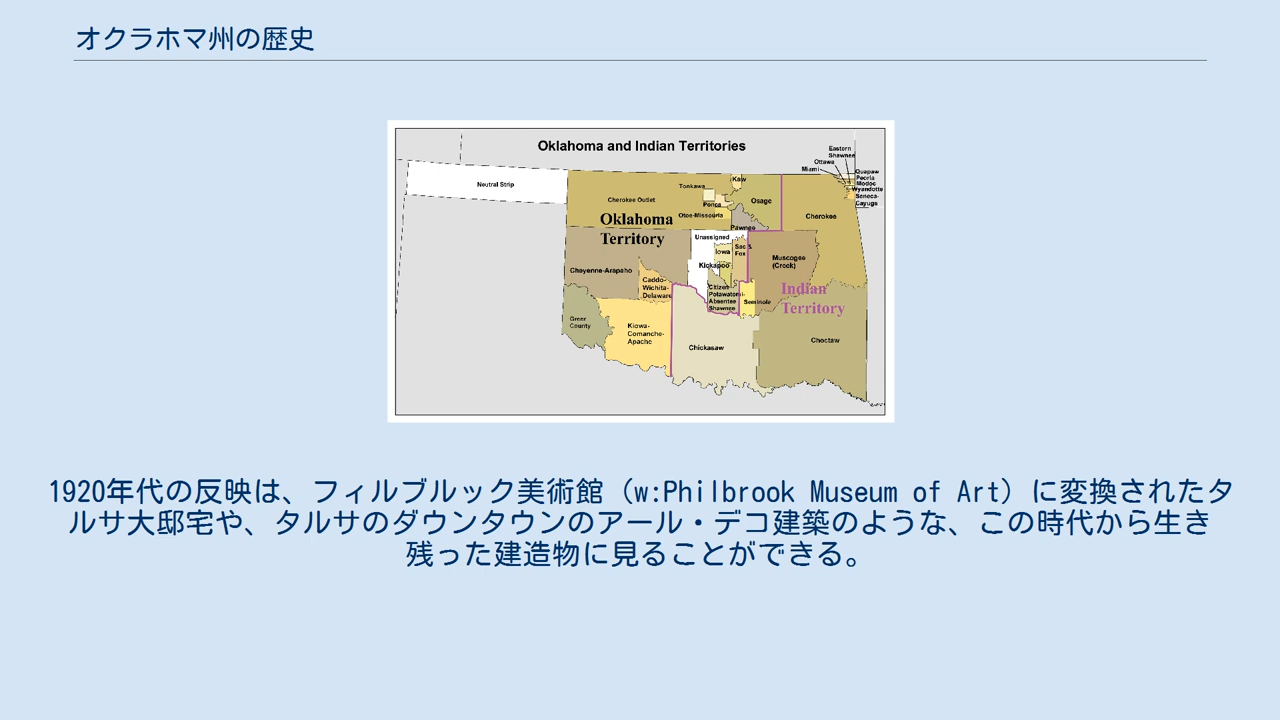 オクラホマ州の歴史
Oklahoma and Indian Territories
Eastern
Shawnee
Ottawa
Miami
Quapaw
Peoria
Modoc
Wyandotte
Seneca-
Cayuga
Neutral Strip
Kaw
Tonkawa
Cherokee Outlet
Ponca
Osage
Otoe-Missouria
Cherokee
Oklahoma
Territory
Pawnee
Unassigned
Sac &
Fox
Iowa
Muscogee
(Creek)
Kickapoo
Cheyenne-Arapaho
Caddo-
Wichita-
Delaware
Citizen
Potawatomi-
Absentee
Shawnee
Seminole
Indian
Territory
Greer
County
Kiowa-
Comanche-
Apache
Chickasaw
Choctaw
1920年代の反映は、フィルブルック美術館（w:Philbrook Museum of Art）に変換されたタ
ルサ大邸宅や、タルサのダウンタウンのアール・デコ建築のような、この時代から生き
残った建造物に見ることができる。